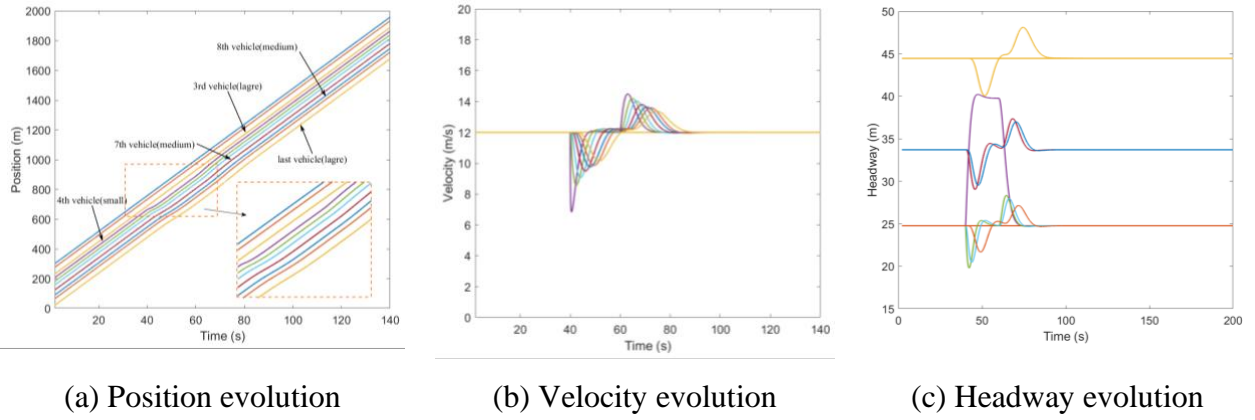 2000
1800
1600
1400
1200
1000
800
600
400
200
0
Position (m)
8th vehicle(medium)
3rd vehicle(lagre)
7th vehicle(medium)
last vehicle(lagre)
4th vehicle(small)
20 40 60 80 100 120 140
Time (s)
20
18
16
14
12
10
8
6
4
2
0
Velocity (m/s)
20 40 60 80 100 120 140
Time (s)
50
45
40
35
30
25
20
15
Headway (m)
0 50 100 150 200
Time (s)
(a) Position evolution
(b) Velocity evolution
(c) Headway evolution